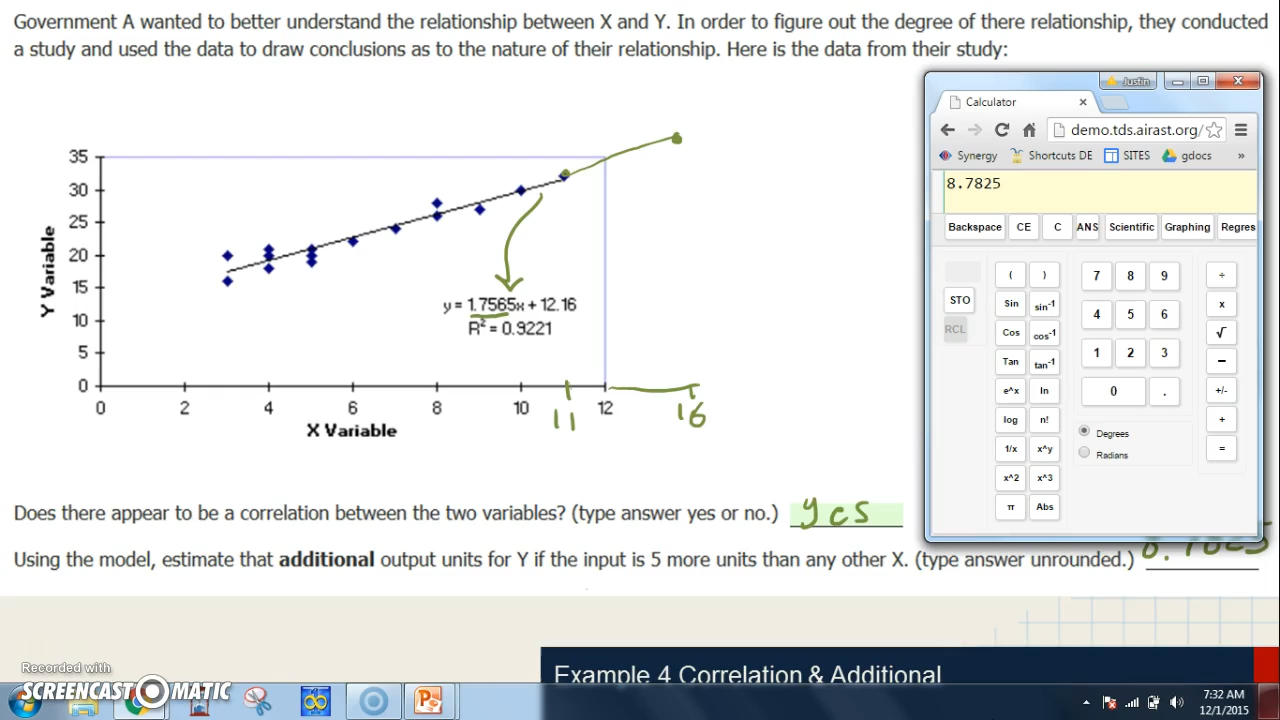 Government A wanted to better understand the relationship between X and Y. In order to figure out the degree of there relationship, they conducted
a study and used the data to draw conclusions as to the nature of their relationship. Here is the data from their study:
Justin
Calculator
demo.tds.airast.org/
Synergy Shortcuts DE SITES gdocs »
8.7825
Backspace CE C ANS Scientific Graphing Regres
( ) 7 8 9 ÷
STO Sin sin-1 4 5 6 x
RCL Cos cos-1 1 2 3 √
Tan tan-1 −
e^x ln 0 . +/-
log n! Degrees +
1/x x^y Radians =
x^2 x^3
π Abs
35
30
25
20
15
10
5
0
Y Variable
y = 1.7565x + 12.16
R² = 0.9221
0 2 4 6 8 10 12
11 16
X Variable
Does there appear to be a correlation between the two variables? (type answer yes or no.) yes
Using the model, estimate that additional output units for Y if the input is 5 more units than any other X. (type answer unrounded.) 8.7825
Example 4 Correlation & Additional
Recorded with
SCREENCAST MATIC
7:32 AM
12/1/2015